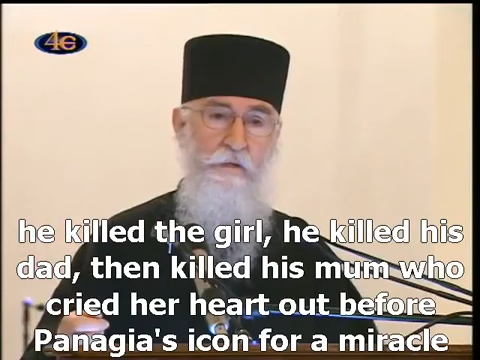 4E
he killed the girl, he killed his
dad, then killed his mum who
cried her heart out before
Panagia's icon for a miracle